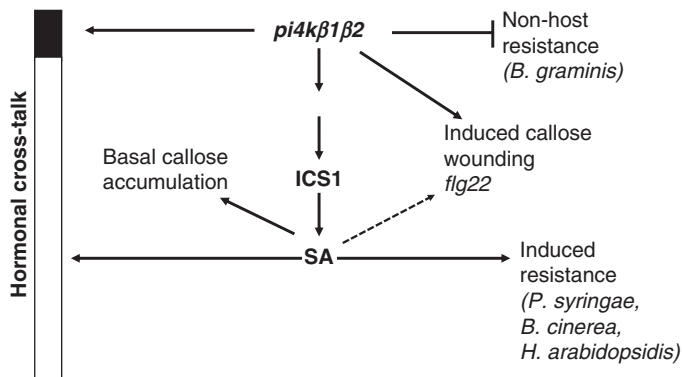 pi4kβ1β2
Non-host
resistance
(B. graminis)
Induced callose
wounding
flg22
Basal callose
accumulation
ICS1
SA
Induced
resistance
(P. syringae,
B. cinerea,
H. arabidopsidis)
Hormonal cross-talk